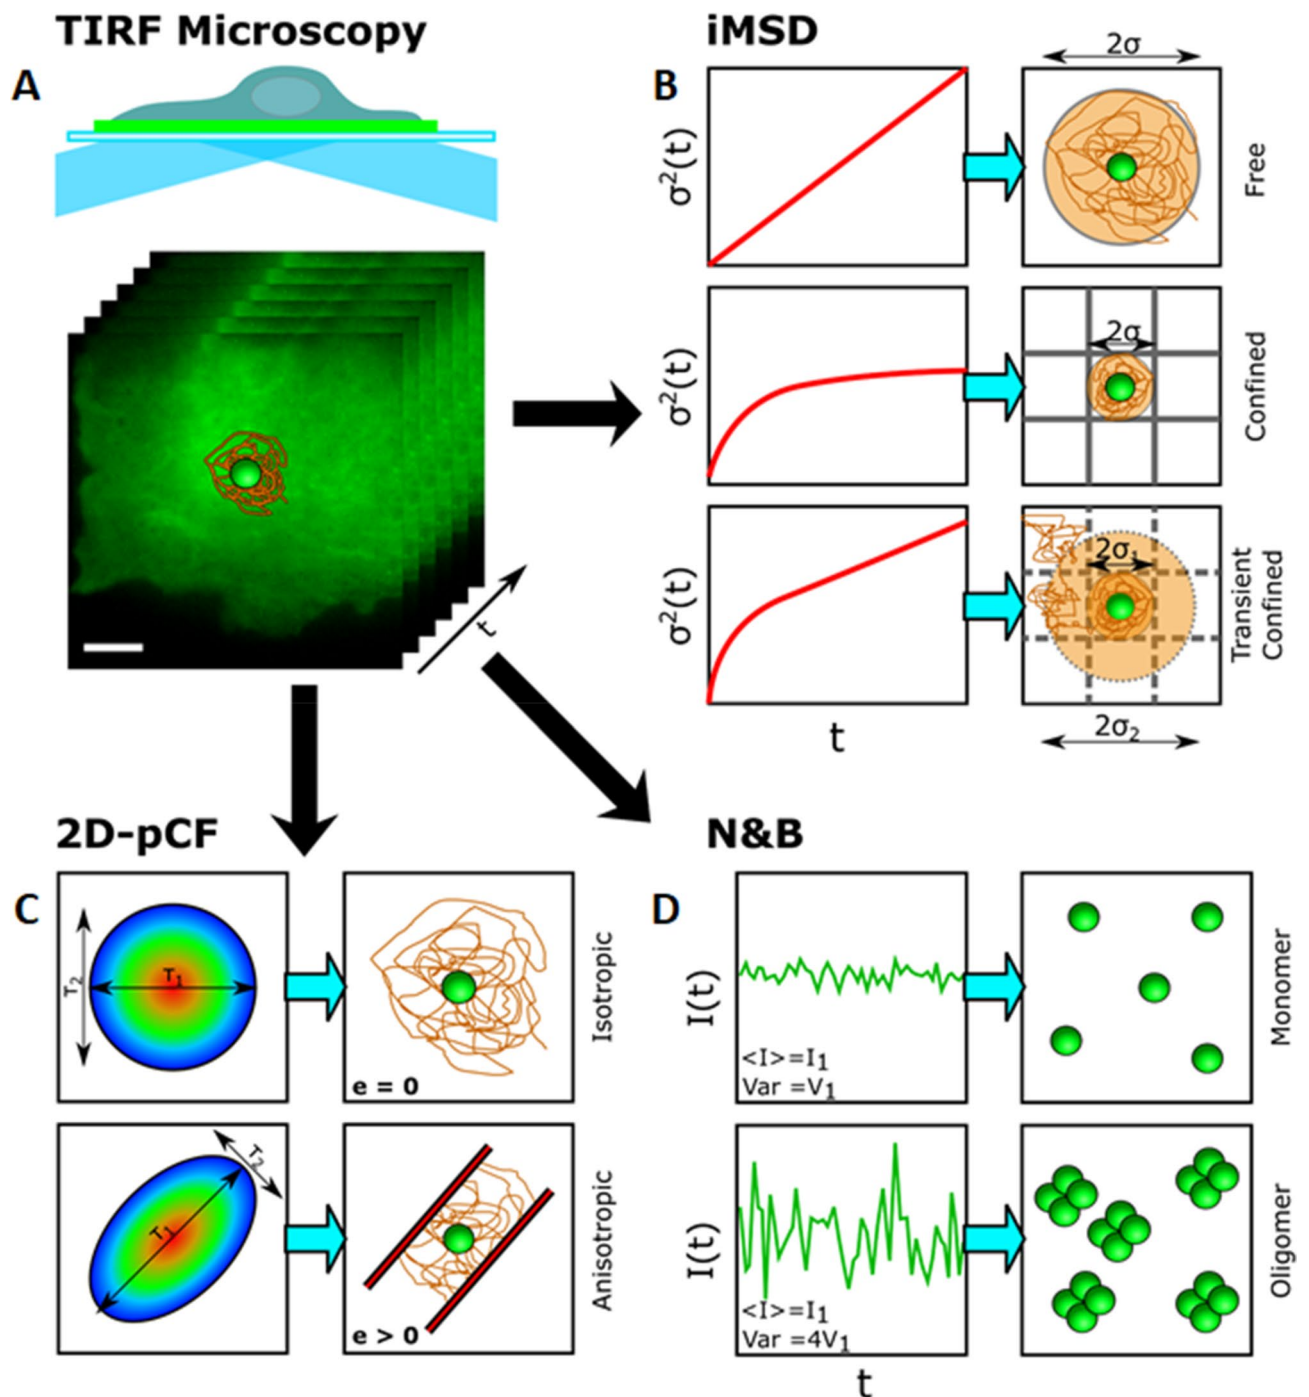 TIRF Microscopy
A
t
iMSD
B
σ²(t)
2σ
Free
σ²(t)
2σ
Confined
σ²(t)
2σ₁
Transient
Confined
t
2σ₂
2D-pCF
C
τ₂
τ₁
e = 0
Isotropic
τ₂
τ₁
e > 0
Anisotropic
N&B
D
I(t)
<I>=I₁
Var =V₁
Monomer
I(t)
<I>=I₁
Var =4V₁
Oligomer
t